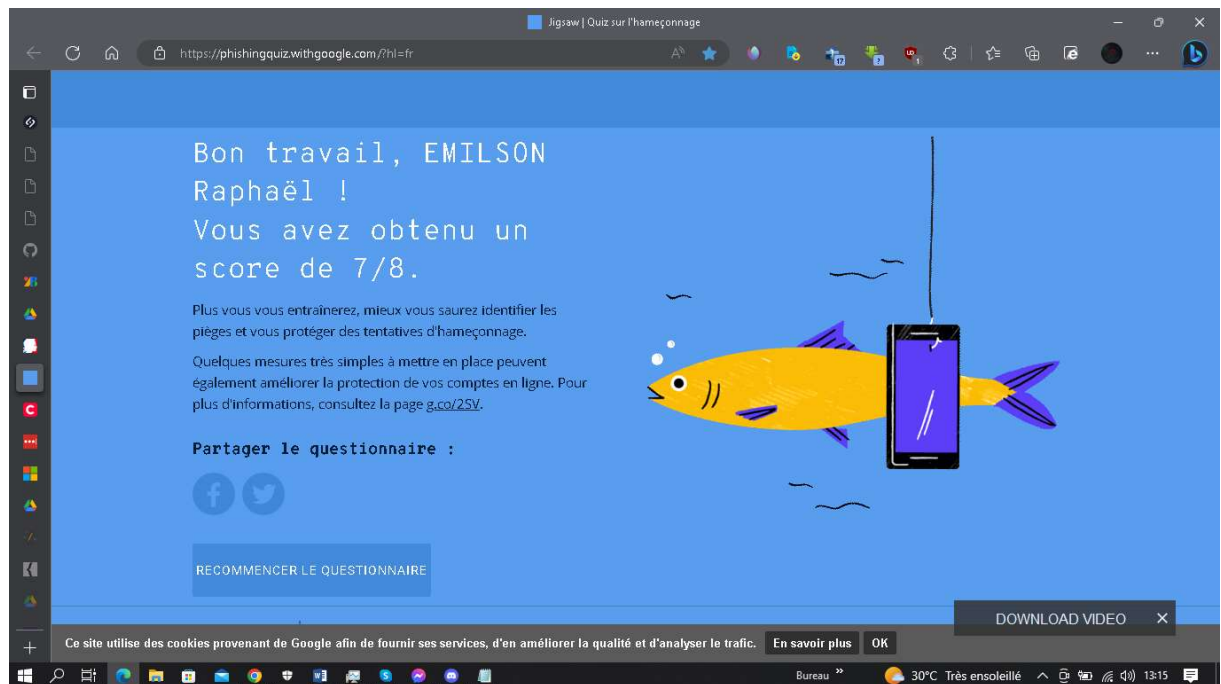 Jigsaw | Quiz sur l'hameçonnage
https://phishingquiz.withgoogle.com/?hl=fr
17
?
1
Bon travail, EMILSON
Raphaël !
Vous avez obtenu un
score de 7/8.
Plus vous vous entraînerez, mieux vous saurez identifier les
pièges et vous protéger des tentatives d'hameçonnage.
Quelques mesures très simples à mettre en place peuvent
également améliorer la protection de vos comptes en ligne. Pour
plus d'informations, consultez la page g.co/2SV.
Partager le questionnaire :
RECOMMENCER LE QUESTIONNAIRE
DOWNLOAD VIDEO
Ce site utilise des cookies provenant de Google afin de fournir ses services, d'en améliorer la qualité et d'analyser le trafic. En savoir plus OK
Bureau 30°C Très ensoleillé 13:15